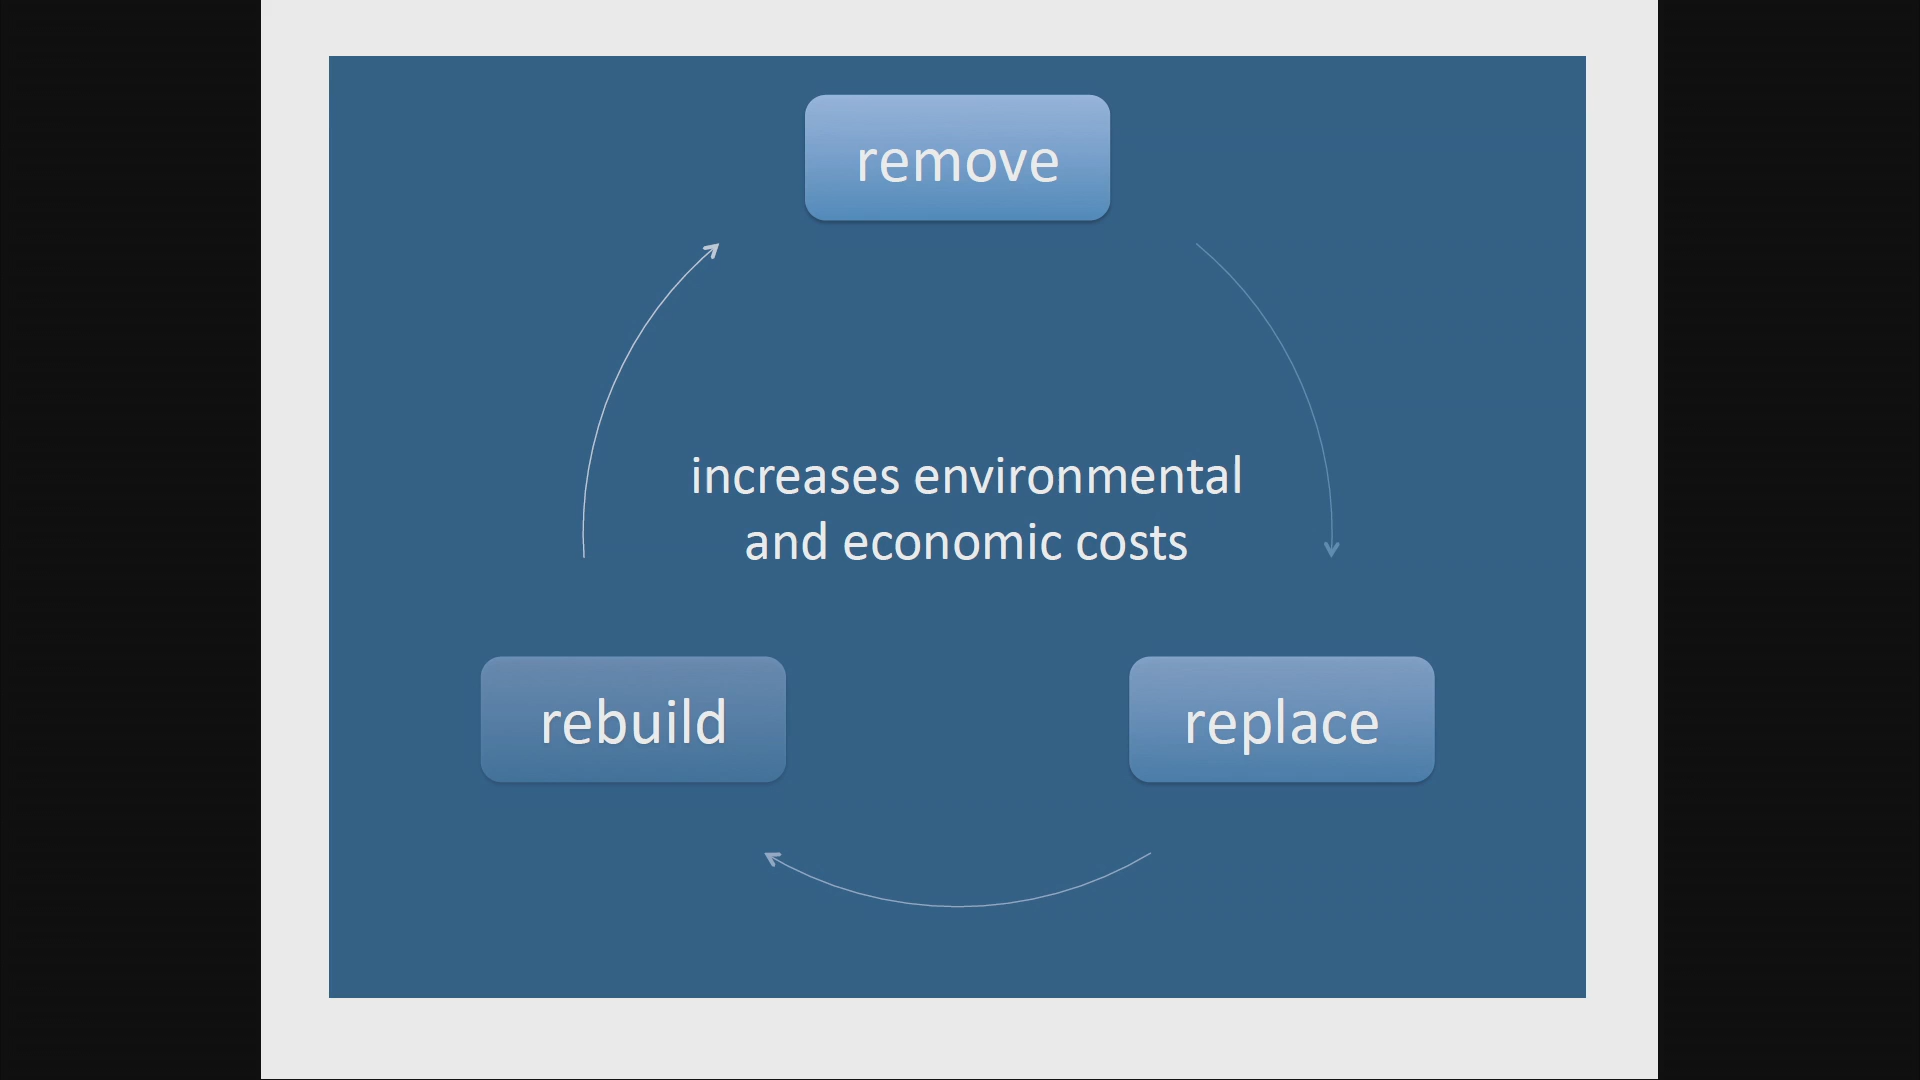 remove
increases environmental
and economic costs
rebuild
replace